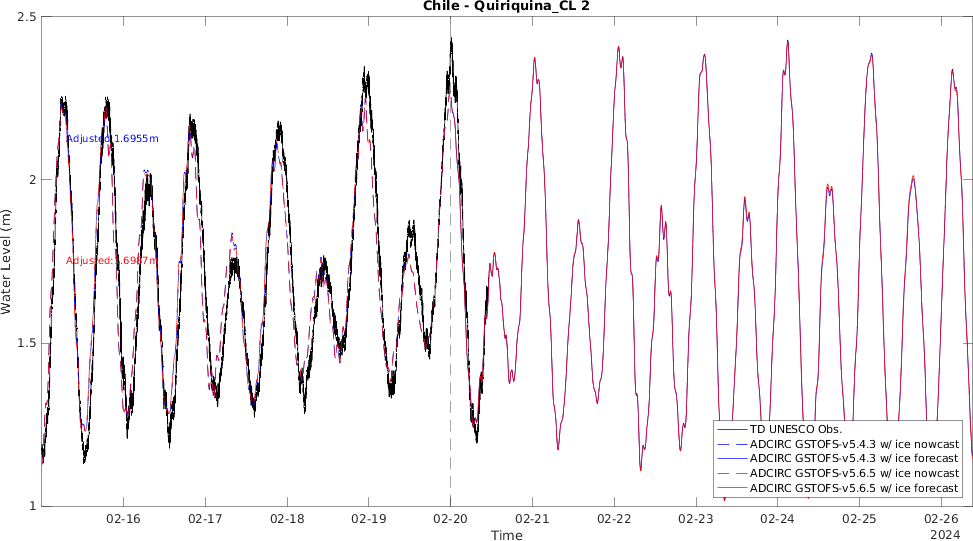 Chile - Quiriquina_CL 2
2.5
2
1.5
1
Water Level (m)
Adjusted:1.6955m
TD UNESCO Obs.
ADCIRC GSTOFS-v5.4.3 w/ ice nowcast
ADCIRC GSTOFS-v5.4.3 w/ ice forecast
ADCIRC GSTOFS-v5.6.5 w/ ice nowcast
ADCIRC GSTOFS-v5.6.5 w/ ice forecast
02-16 02-17 02-18 02-19 02-20 02-21 02-22 02-23 02-24 02-25 02-26
Time
2024